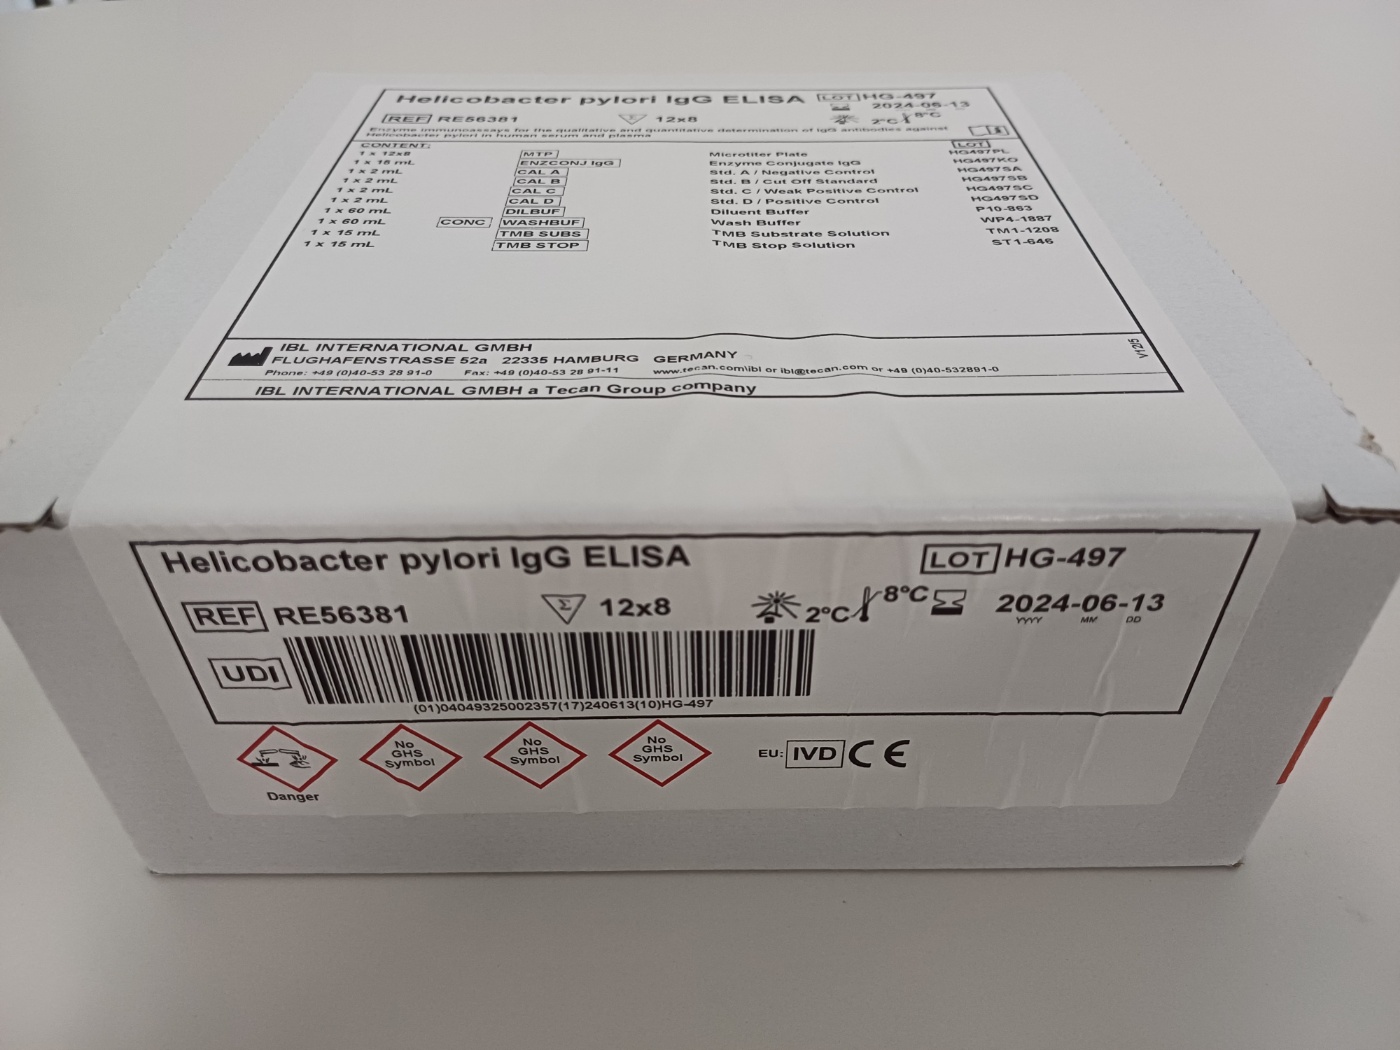 Helicobacter pylori IgG ELISA LOT HG-497
2024-06-13
REF RE56381 Σ 12x8 2°C 8°C
Enzyme immunoassays for the qualitative and quantitative determination of IgG antibodies against
Helicobacter pylori in human serum and plasma
CONTENT: LOT
1 x 12x8 MTP Microtiter Plate HG497PL
1 x 15 mL ENZCONJ IgG Enzyme Conjugate IgG HG497KO
1 x 2 mL CAL A Std. A / Negative Control HG497SA
1 x 2 mL CAL B Std. B / Cut Off Standard HG497SB
1 x 2 mL CAL C Std. C / Weak Positive Control HG497SC
1 x 2 mL CAL D Std. D / Positive Control HG497SD
1 x 60 mL DILBUF Diluent Buffer P10-863
1 x 60 mL CONC WASHBUF Wash Buffer WP4-1887
1 x 15 mL TMB SUBS TMB Substrate Solution TM1-1208
1 x 15 mL TMB STOP TMB Stop Solution ST1-646
IBL INTERNATIONAL GMBH
FLUGHAFENSTRASSE 52a 22335 HAMBURG GERMANY
Phone: +49 (0)40-53 28 91-0 Fax: +49 (0)40-53 28 91-11 www.tecan.com/ibl or ibl@tecan.com or +49 (0)40-532891-0
V12/5
IBL INTERNATIONAL GMBH a Tecan Group company
Helicobacter pylori IgG ELISA LOT HG-497
REF RE56381 Σ 12x8 2°C 8°C 2024-06-13
YYYY MM DD
UDI
(01)04049325002357(17)240613(10)HG-497
No GHS Symbol
No GHS Symbol
No GHS Symbol
EU: IVD CE
Danger